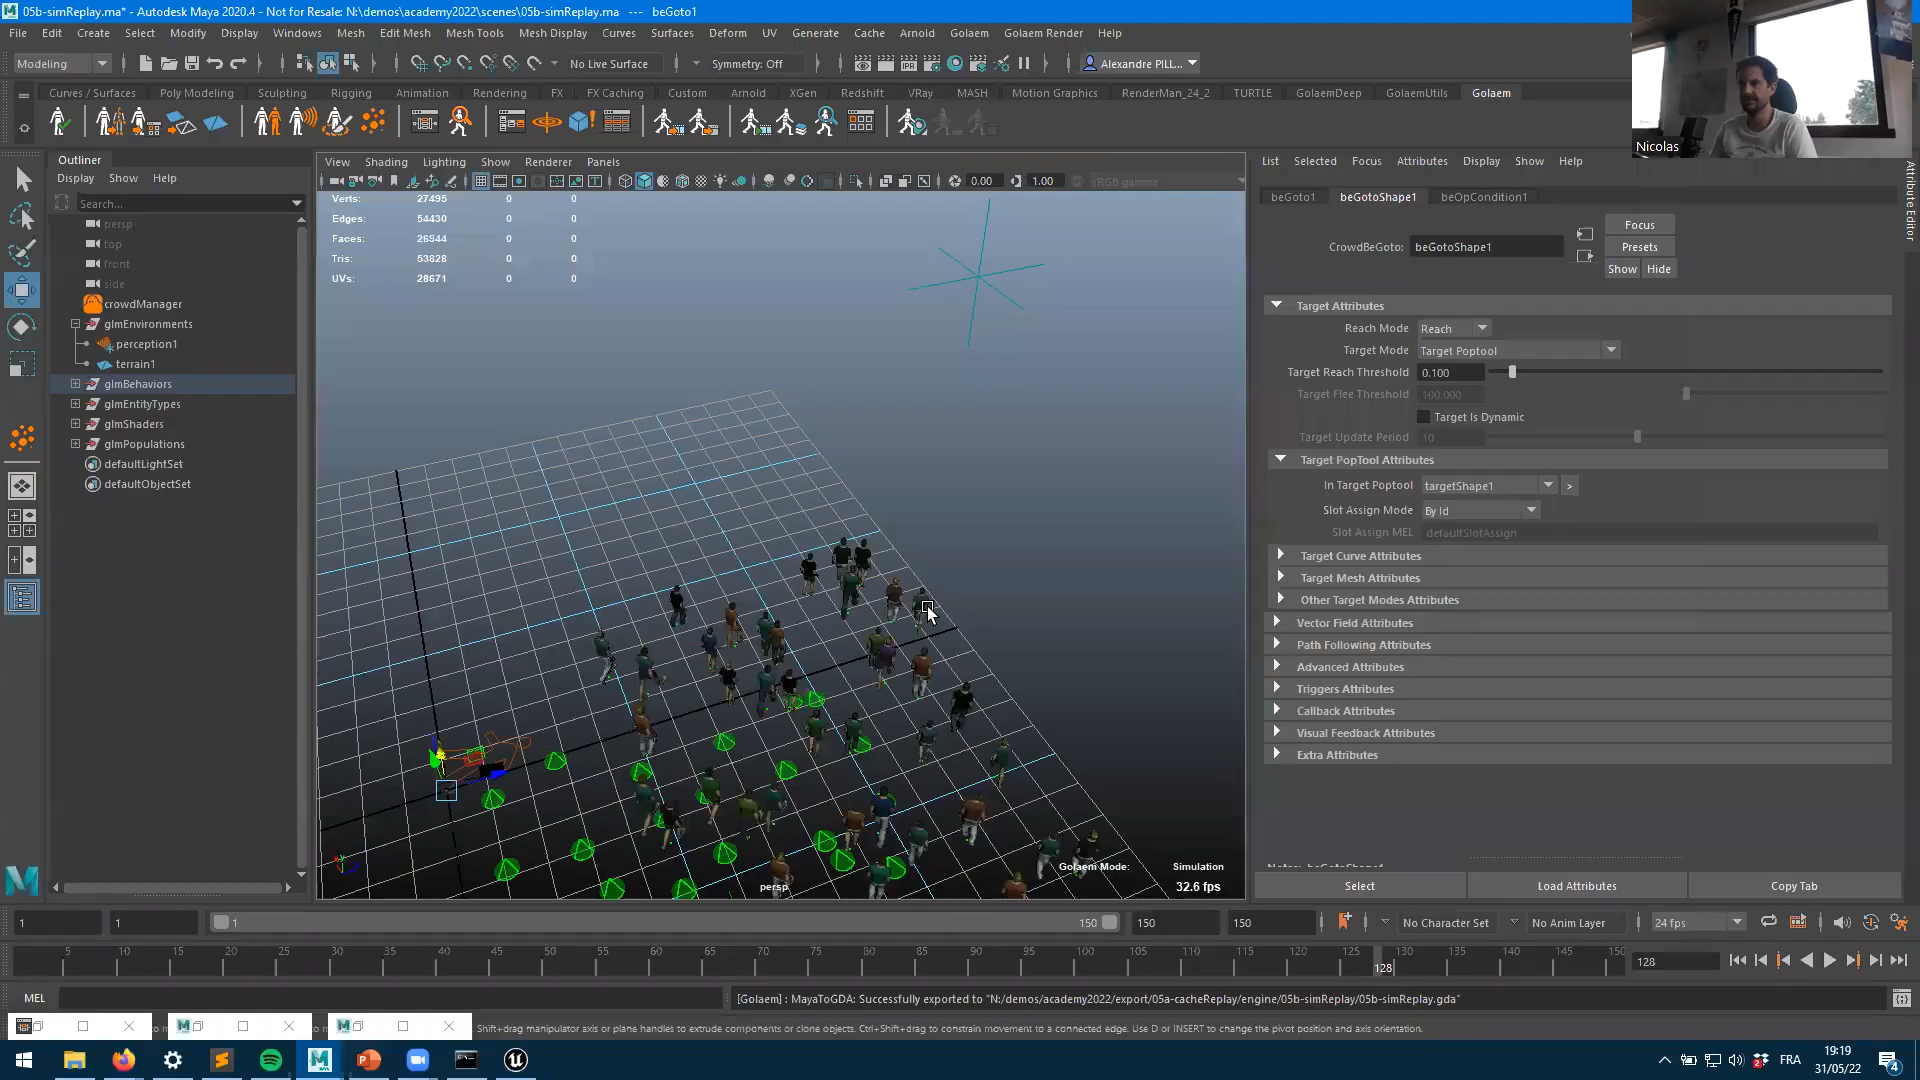 05b-simReplay.ma* - Autodesk Maya 2020.4 - Not for Resale: N:\demos\academy2022\scenes\05b-simReplay.ma --- beGoto1
File Edit Create Select Modify Display Windows Mesh Edit Mesh Mesh Tools Mesh Display Curves Surfaces Deform UV Generate Cache Arnold Golaem Golaem Render Help
Modeling No Live Surface Symmetry: Off Alexandre PILL...
Curves / Surfaces Poly Modeling Sculpting Rigging Animation Rendering FX FX Caching Custom Arnold XGen Redshift VRay MASH Motion Graphics RenderMan_24_2 TURTLE GolaemDeep GolaemUtils Golaem
Nicolas
Outliner
Display Show Help
Search...
persp
top
front
side
crowdManager
glmEnvironments
perception1
terrain1
glmBehaviors
glmEntityTypes
glmShaders
glmPopulations
defaultLightSet
defaultObjectSet
View Shading Lighting Show Renderer Panels
0.00 1.00 sRGB gamma
Verts: 27495 0 0
Edges: 54430 0 0
Faces: 26944 0 0
Tris: 53828 0 0
UVs: 28671 0 0
persp
Golaem Mode: Simulation
32.6 fps
List Selected Focus Attributes Display Show Help
Attribute Editor
beGoto1 beGotoShape1 beOpCondition1
Focus
CrowdBeGoto: beGotoShape1 Presets
Show Hide
Target Attributes
Reach Mode Reach
Target Mode Target Poptool
Target Reach Threshold 0.100
Target Flee Threshold 100.000
Target Is Dynamic
Target Update Period 10
Target PopTool Attributes
In Target Poptool targetShape1 >
Slot Assign Mode By Id
Slot Assign MEL defaultSlotAssign
Target Curve Attributes
Target Mesh Attributes
Other Target Modes Attributes
Vector Field Attributes
Path Following Attributes
Advanced Attributes
Triggers Attributes
Callback Attributes
Visual Feedback Attributes
Extra Attributes
Select Load Attributes Copy Tab
1 1 1 150 150 150 No Character Set No Anim Layer 24 fps
5 10 15 20 25 30 35 40 45 50 55 60 65 70 75 80 85 90 95 100 105 110 115 120 125 130 135 140 145 150
128 128
MEL [Golaem] : MayaToGDA: Successfully exported to "N:/demos/academy2022/export/05a-cacheReplay/engine/05b-simReplay/05b-simReplay.gda"
Shift+drag manipulator axis or plane handles to extrude components or clone objects. Ctrl+Shift+drag to constrain movement to a connected edge. Use D or INSERT to change the pivot position and axis orientation.
FRA 19:19
31/05/22
4